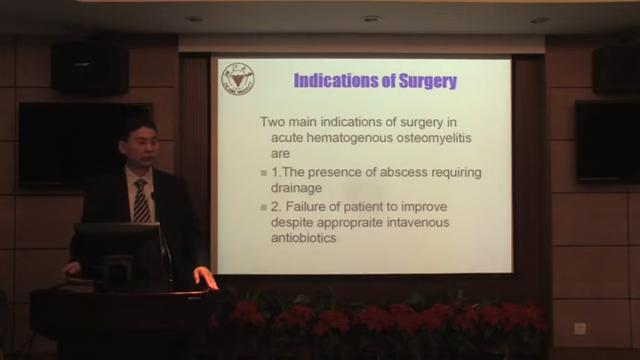 Indications of Surgery
Two main indications of surgery in
acute hematogenous osteomyelitis
are
1.The presence of abscess requiring
drainage
2. Failure of patient to improve
despite appropraite intavenous
antiobiotics